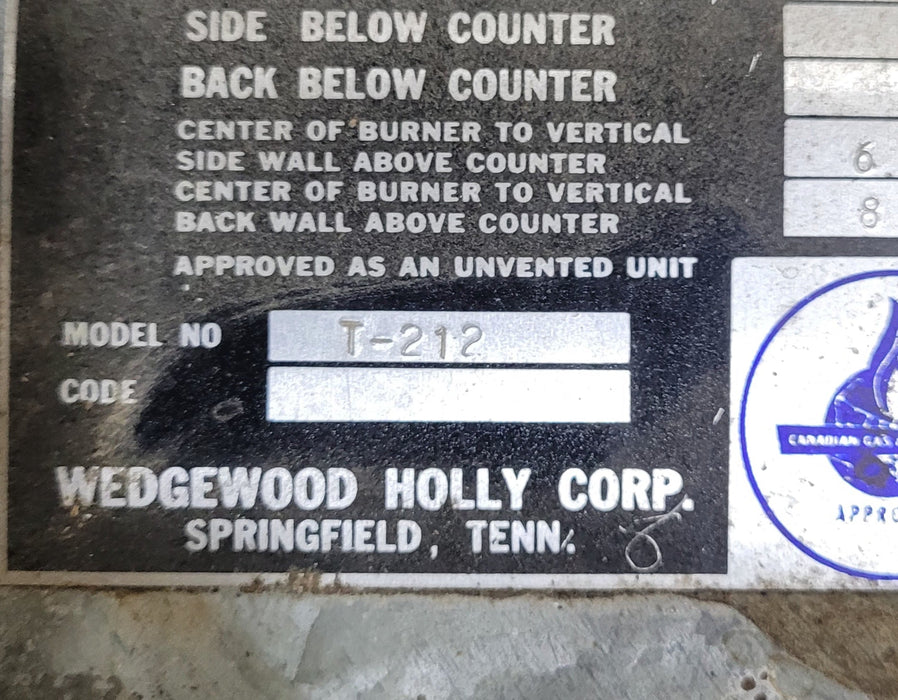 SIDE BELOW COUNTER
BACK BELOW COUNTER
CENTER OF BURNER TO VERTICAL
SIDE WALL ABOVE COUNTER 6
CENTER OF BURNER TO VERTICAL
BACK WALL ABOVE COUNTER 8
APPROVED AS AN UNVENTED UNIT
MODEL NO T-212
CODE
WEDGEWOOD HOLLY CORP.
SPRINGFIELD, TENN.
CANADIAN GAS